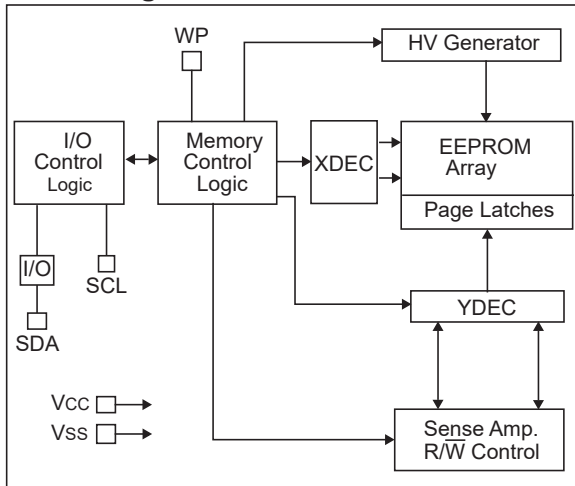 WP
HV Generator
I/O
Control
Logic
Memory
Control
Logic
XDEC
EEPROM
Array
Page Latches
I/O
SCL
SDA
YDEC
VCC
VSS
Sense Amp.
R/W̅ Control